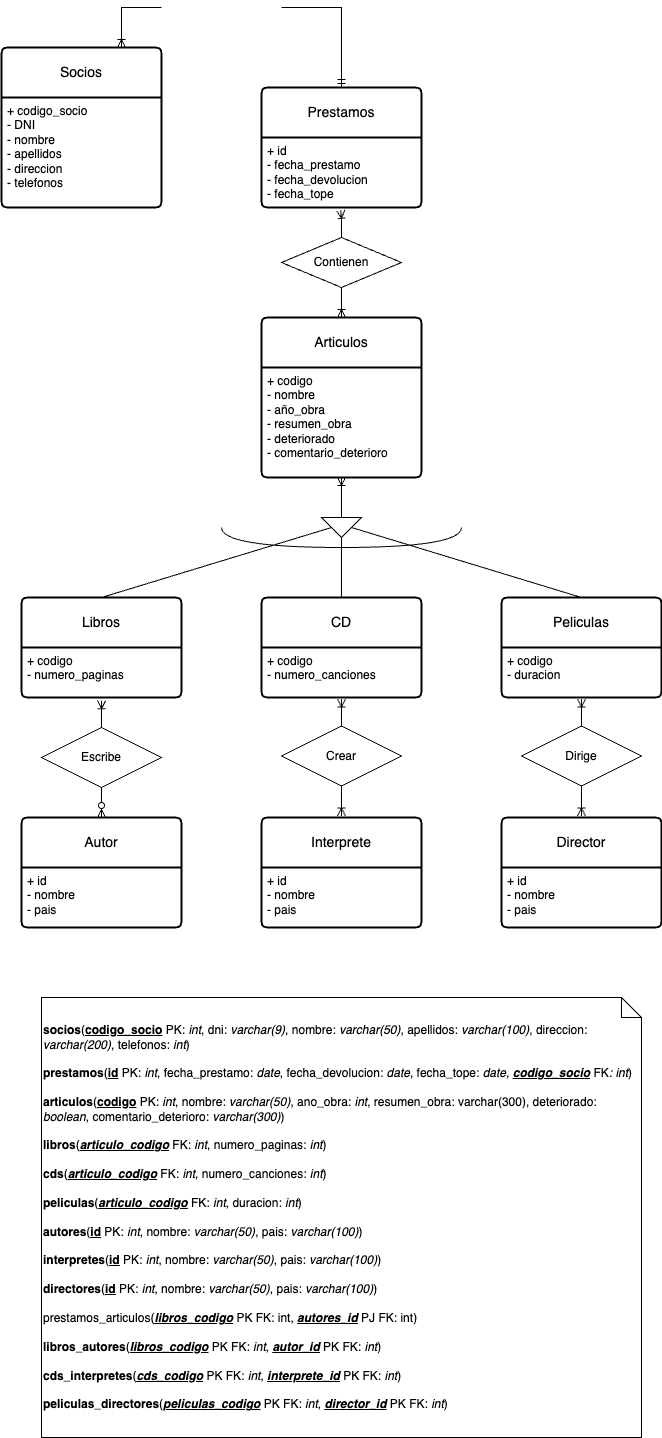 Socios
+ codigo_socio
- DNI
- nombre
- apellidos
- direccion
- telefonos
Prestamos
+ id
- fecha_prestamo
- fecha_devolucion
- fecha_tope
Contienen
Articulos
+ codigo
- nombre
- año_obra
- resumen_obra
- deteriorado
- comentario_deterioro
Libros
+ codigo
- numero_paginas
CD
+ codigo
- numero_canciones
Peliculas
+ codigo
- duracion
Escribe
Crear
Dirige
Autor
+ id
- nombre
- pais
Interprete
+ id
- nombre
- pais
Director
+ id
- nombre
- pais
socios(codigo_socio PK: int, dni: varchar(9), nombre: varchar(50), apellidos: varchar(100), direccion:
varchar(200), telefonos: int)
prestamos(id PK: int, fecha_prestamo: date, fecha_devolucion: date, fecha_tope: date, codigo_socio FK: int)
articulos(codigo PK: int, nombre: varchar(50), ano_obra: int, resumen_obra: varchar(300), deteriorado:
boolean, comentario_deterioro: varchar(300))
libros(articulo_codigo FK: int, numero_paginas: int)
cds(articulo_codigo FK: int, numero_canciones: int)
peliculas(articulo_codigo FK: int, duracion: int)
autores(id PK: int, nombre: varchar(50), pais: varchar(100))
interpretes(id PK: int, nombre: varchar(50), pais: varchar(100))
directores(id PK: int, nombre: varchar(50), pais: varchar(100))
prestamos_articulos(libros_codigo PK FK: int, autores_id PJ FK: int)
libros_autores(libros_codigo PK FK: int, autor_id PK FK: int)
cds_interpretes(cds_codigo PK FK: int, interprete_id PK FK: int)
peliculas_directores(peliculas_codigo PK FK: int, director_id PK FK: int)